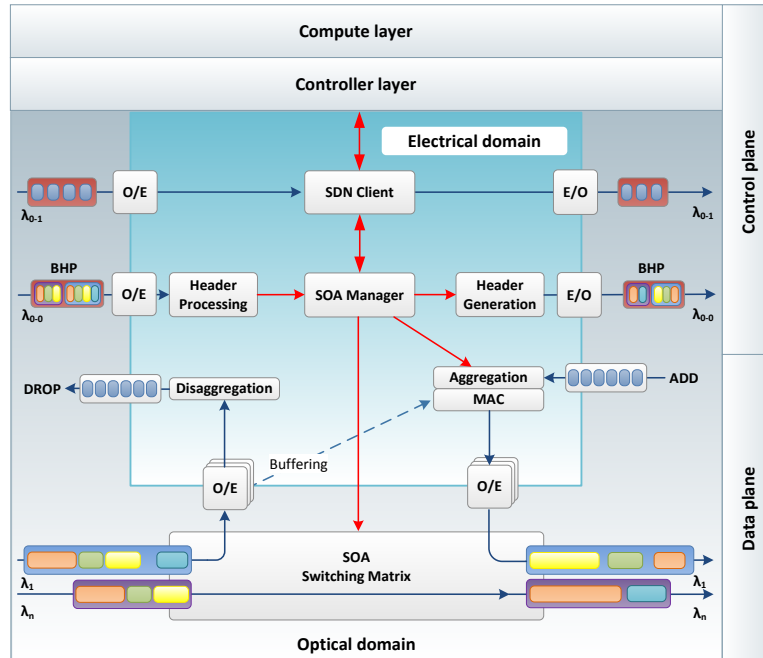 Compute layer
Controller layer
Control plane
Electrical domain
O/E
SDN Client
E/O
λ0-1
λ0-1
BHP
BHP
O/E
Header
Processing
SOA Manager
Header
Generation
E/O
λ0-0
λ0-0
DROP
Disaggregation
Aggregation
MAC
ADD
Buffering
O/E
O/E
Data plane
SOA
Switching Matrix
λ1
λ1
λn
λn
Optical domain